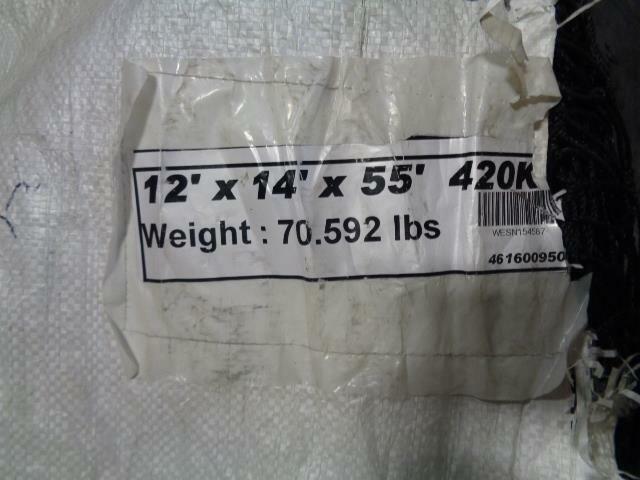 12' x 14' x 55' 420K
Weight : 70.592 lbs
WESN154567
461600950